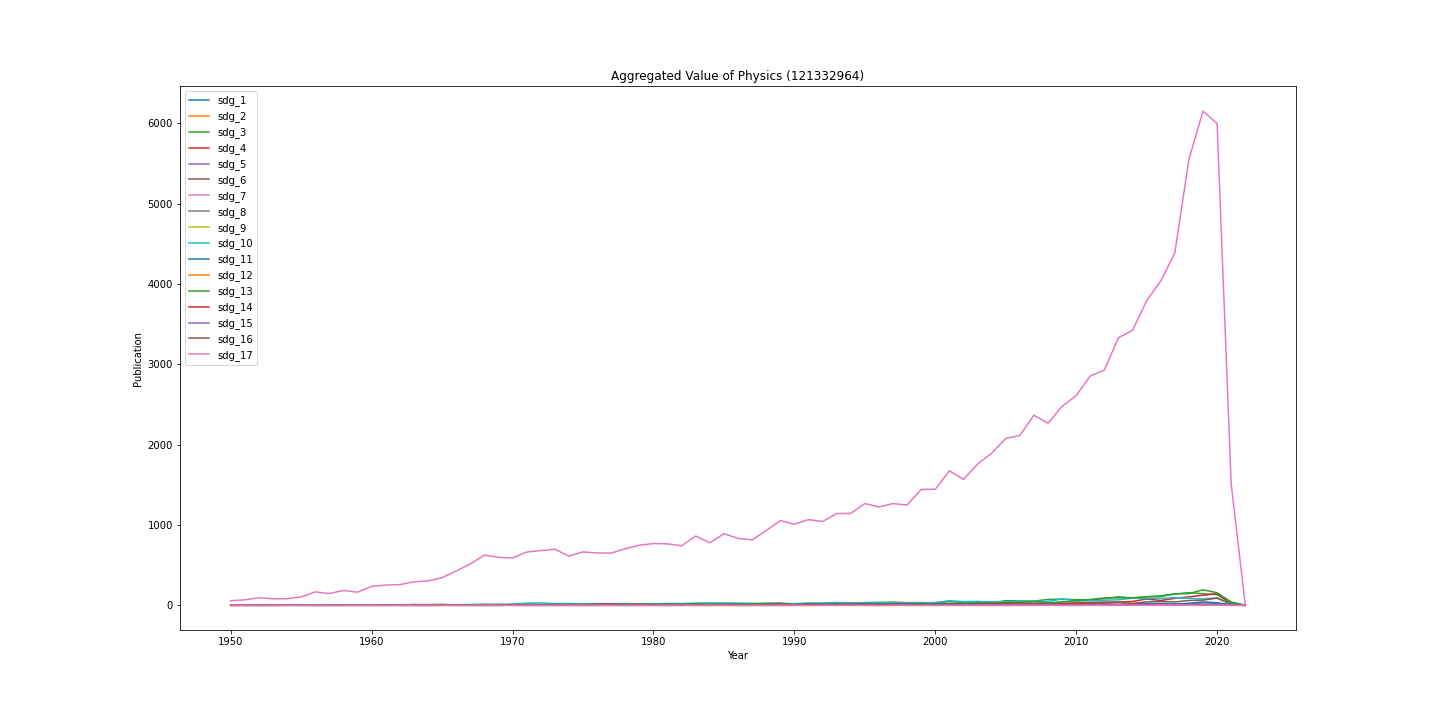 Aggregated Value of Physics (121332964)
sdg_1
sdg_2
sdg_3
sdg_4
sdg_5
sdg_6
sdg_7
sdg_8
sdg_9
sdg_10
sdg_11
sdg_12
sdg_13
sdg_14
sdg_15
sdg_16
sdg_17
Publication
6000
5000
4000
3000
2000
1000
0
1950 1960 1970 1980 1990 2000 2010 2020
Year